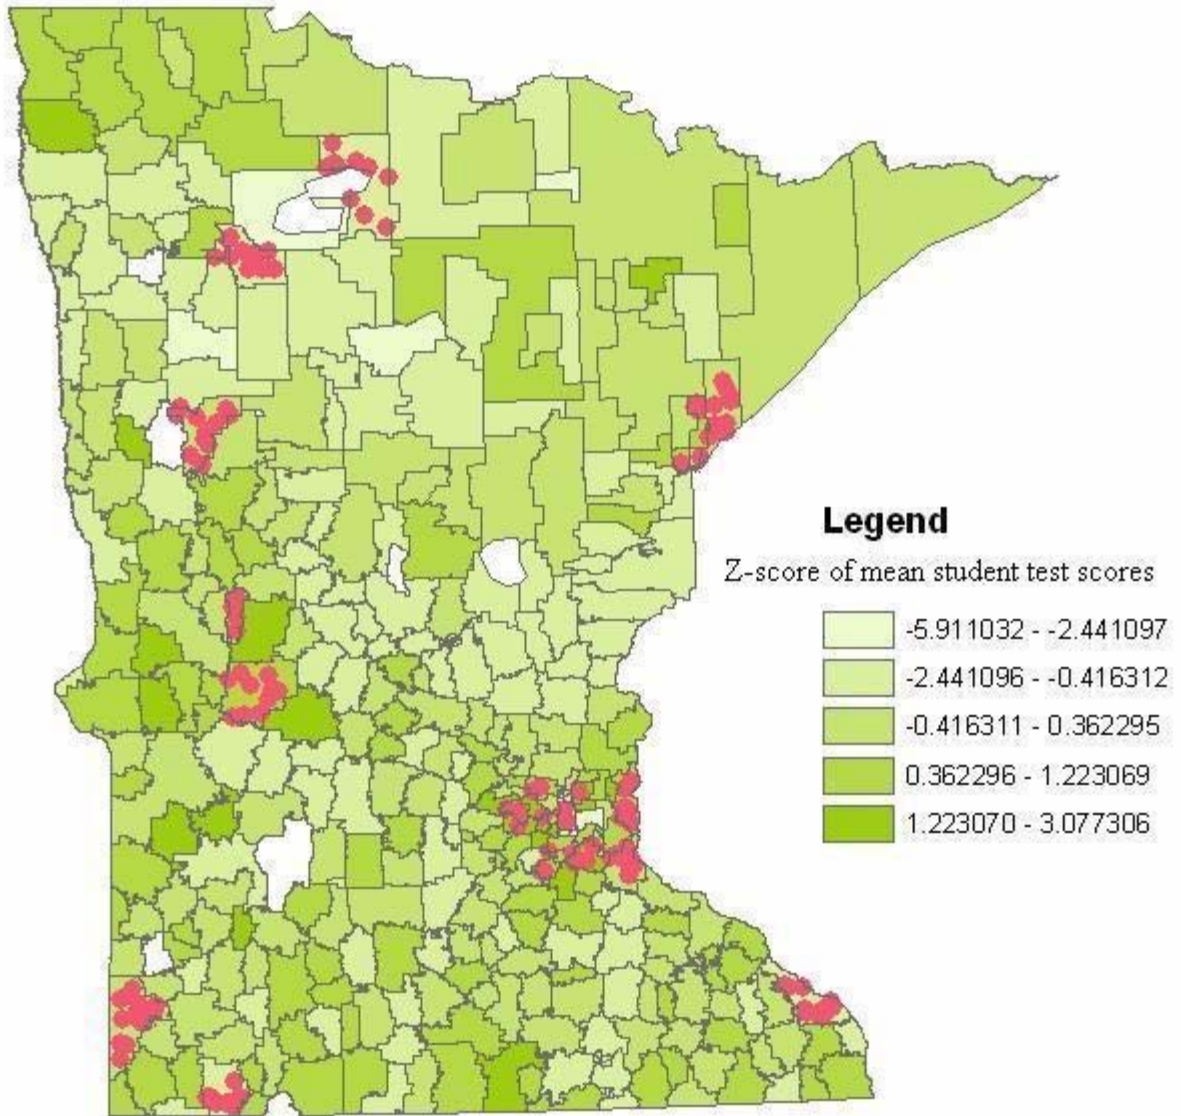 Legend
Z-score of mean student test scores
-5.911032 - -2.441097
-2.441096 - -0.416312
-0.416311 - 0.362295
0.362296 - 1.223069
1.223070 - 3.077306